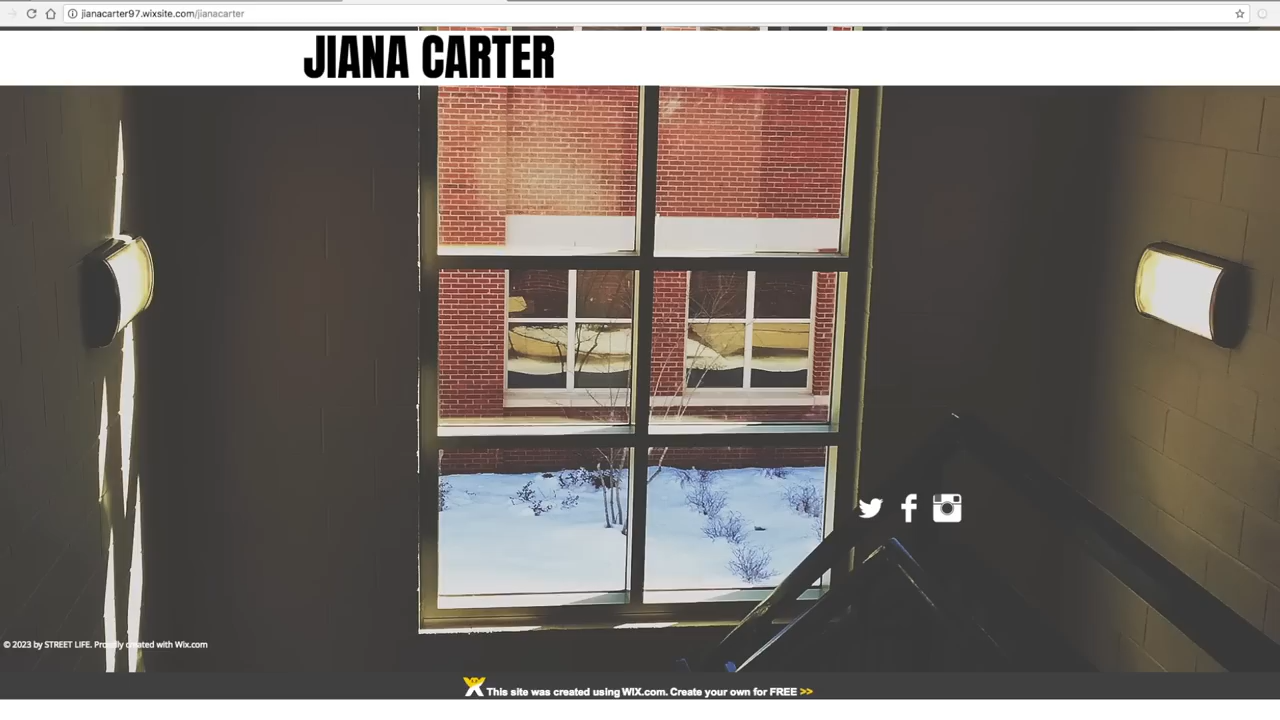 jianacarter97.wixsite.com/jianacarter
JIANA CARTER
© 2023 by STREET LIFE. Proudly created with Wix.com
This site was created using WIX.com. Create your own for FREE >>